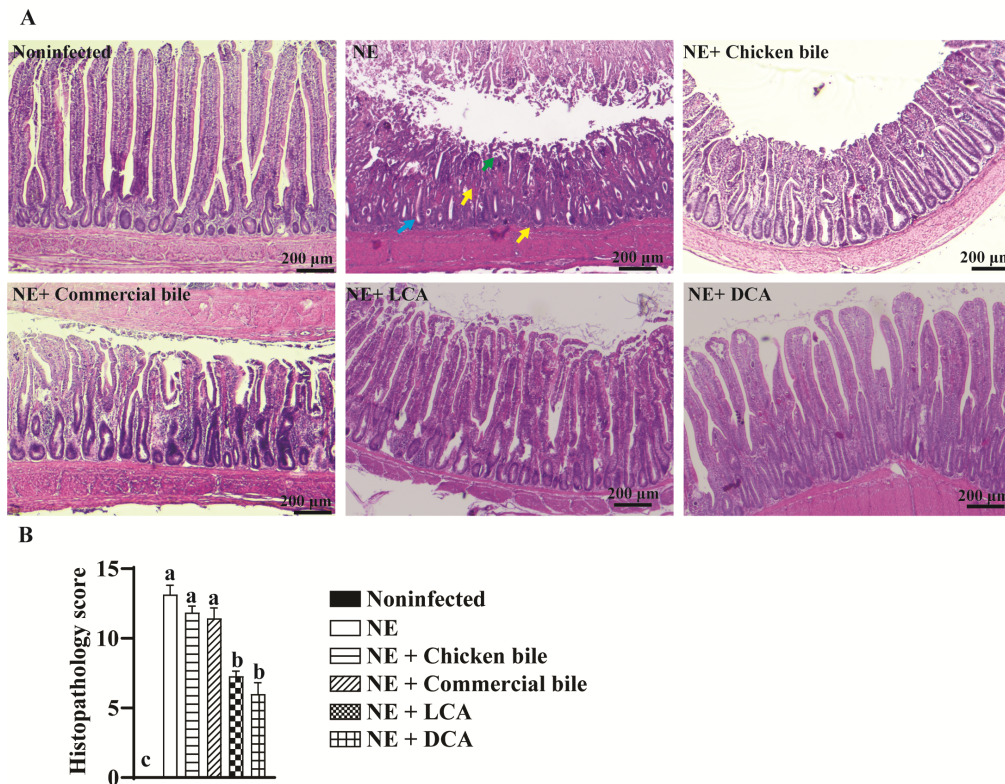 A
Noninfected
NE
NE+ Chicken bile
200 µm
200 µm
200 µm
NE+ Commercial bile
NE+ LCA
NE+ DCA
200 µm
200 µm
200 µm
B
Histopathology score
15
10
5
0
c
a
a
a
b
b
Noninfected
NE
NE + Chicken bile
NE + Commercial bile
NE + LCA
NE + DCA